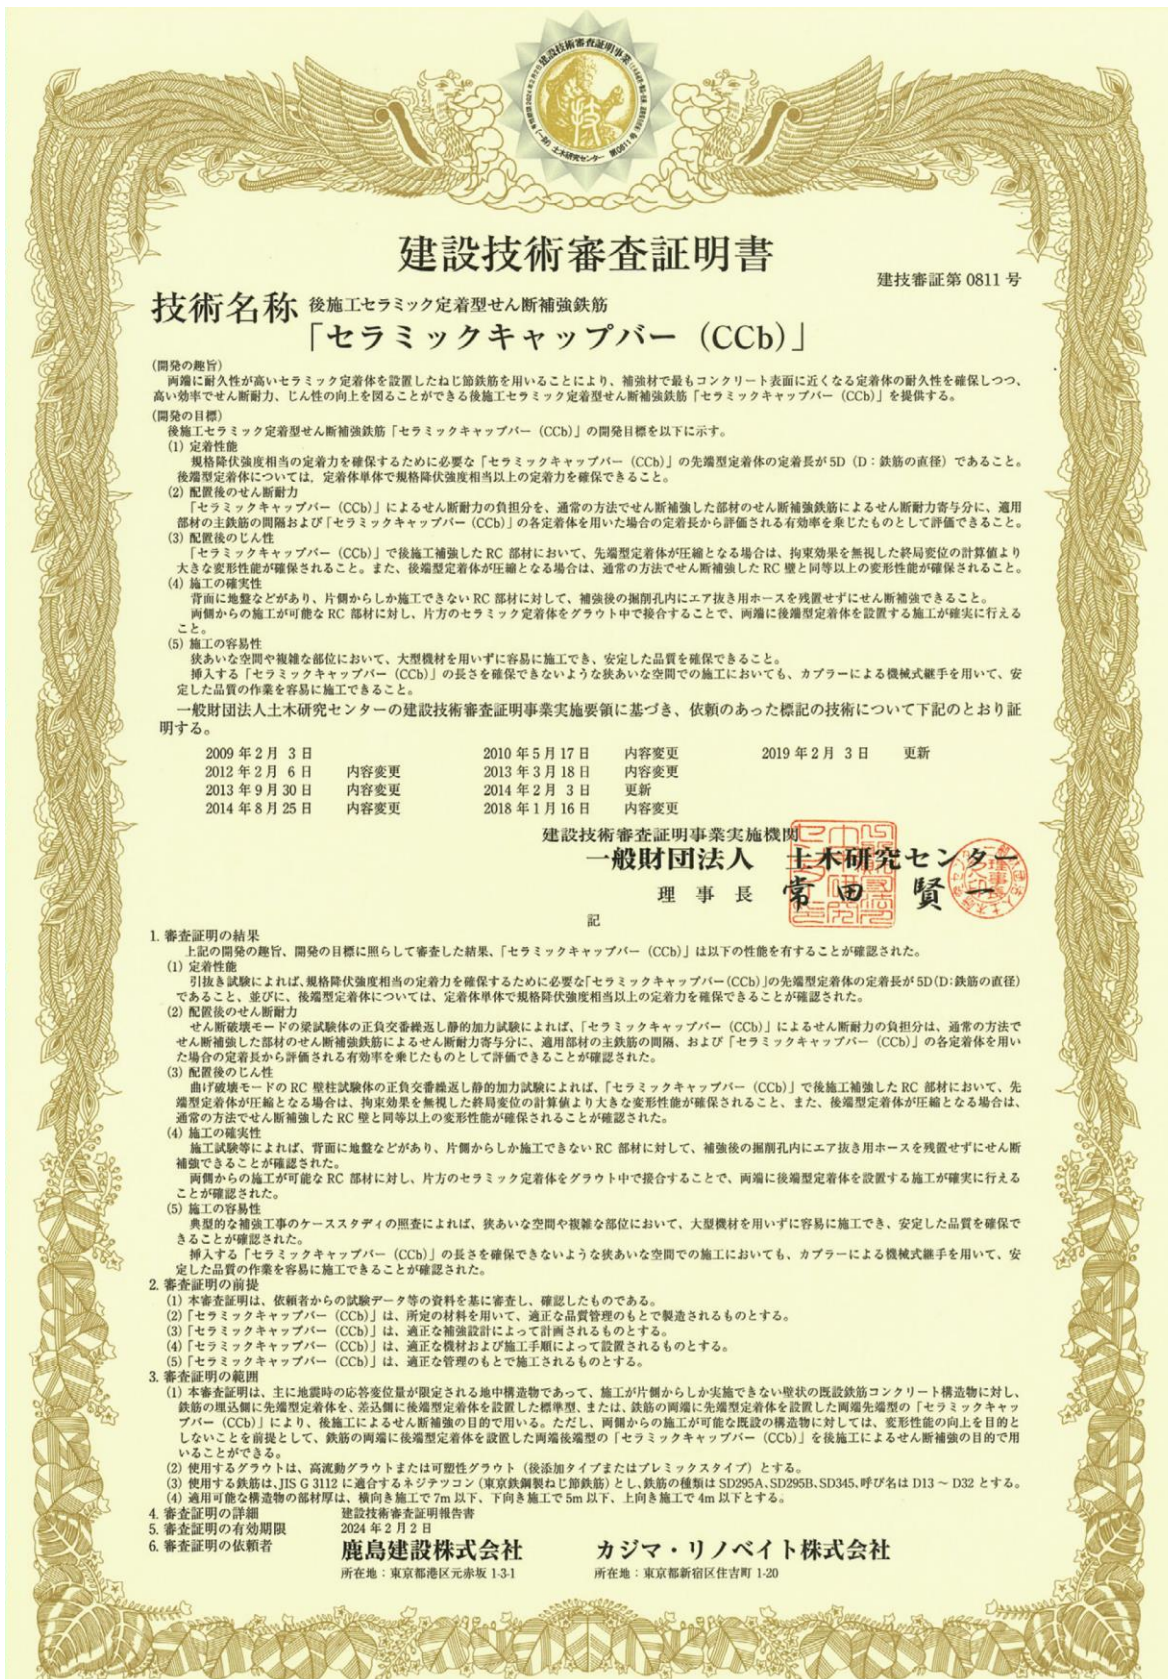 建設技術審査証明事業
(一財)土木研究センター 第0811号
技
建設技術審査証明書
建技審証第 0811 号
技術名称 後施工セラミック定着型せん断補強鉄筋
「セラミックキャップバー（CCb）」
(開発の趣旨)
両端に耐久性が高いセラミック定着体を設置したねじ節鉄筋を用いることにより、補強材で最もコンクリート表面に近くなる定着体の耐久性を確保しつつ、
高い効率でせん断耐力、じん性の向上を図ることができる後施工セラミック定着型せん断補強鉄筋「セラミックキャップバー（CCb）」を提供する。
(開発の目標)
後施工セラミック定着型せん断補強鉄筋「セラミックキャップバー（CCb）」の開発目標を以下に示す。
(1) 定着性能
規格降伏強度相当の定着力を確保するために必要な「セラミックキャップバー（CCb）」の先端型定着体の定着長が 5D（D：鉄筋の直径）であること。
後端型定着体については、定着体単体で規格降伏強度相当以上の定着力を確保できること。
(2) 配置後のせん断耐力
「セラミックキャップバー（CCb）」によるせん断耐力の負担分を、通常の方法でせん断補強した部材のせん断補強鉄筋によるせん断耐力寄与分に、適用
部材の主鉄筋の間隔および「セラミックキャップバー（CCb）」の各定着体を用いた場合の定着長から評価される有効率を乗じたものとして評価できること。
(3) 配置後のじん性
「セラミックキャップバー（CCb）」で後施工補強した RC 部材において、先端型定着体が圧縮となる場合は、拘束効果を無視した終局変位の計算値より
大きな変形性能が確保されること。また、後端型定着体が圧縮となる場合は、通常の方法でせん断補強した RC 壁と同等以上の変形性能が確保されること。
(4) 施工の確実性
背面に地盤などがあり、片側からしか施工できない RC 部材に対して、補強後の掘削孔内にエア抜き用ホースを残置せずにせん断補強できること。
両側からの施工が可能な RC 部材に対し、片方のセラミック定着体をグラウト中で接合することで、両端に後端型定着体を設置する施工が確実に行える
こと。
(5) 施工の容易性
狭あいな空間や複雑な部位において、大型機材を用いずに容易に施工でき、安定した品質を確保できること。
挿入する「セラミックキャップバー（CCb）」の長さを確保できないような狭あいな空間での施工においても、カプラーによる機械式継手を用いて、安
定した品質の作業を容易に施工できること。
一般財団法人土木研究センターの建設技術審査証明事業実施要領に基づき、依頼のあった標記の技術について下記のとおり証
明する。
2009 年 2 月 3 日 2010 年 5 月 17 日 内容変更 2019 年 2 月 3 日 更新
2012 年 2 月 6 日 内容変更 2013 年 3 月 18 日 内容変更
2013 年 9 月 30 日 内容変更 2014 年 2 月 3 日 更新
2014 年 8 月 25 日 内容変更 2018 年 1 月 16 日 内容変更
建設技術審査証明事業実施機関
一般財団法人 土木研究センター
理事長 常田 賢一
記
1. 審査証明の結果
上記の開発の趣旨、開発の目標に照らして審査した結果、「セラミックキャップバー（CCb）」は以下の性能を有することが確認された。
(1) 定着性能
引抜き試験によれば、規格降伏強度相当の定着力を確保するために必要な「セラミックキャップバー（CCb）」の先端型定着体の定着長が 5D（D：鉄筋の直径）
であること、並びに、後端型定着体については、定着体単体で規格降伏強度相当以上の定着力を確保できることが確認された。
(2) 配置後のせん断耐力
せん断破壊モードの梁試験体の正負交番繰返し静的加力試験によれば、「セラミックキャップバー（CCb）」によるせん断耐力の負担分は、通常の方法で
せん断補強した部材のせん断補強鉄筋によるせん断耐力寄与分に、適用部材の主鉄筋の間隔、および「セラミックキャップバー（CCb）」の各定着体を用い
た場合の定着長から評価される有効率を乗じたものとして評価できることが確認された。
(3) 配置後のじん性
曲げ破壊モードの RC 壁柱試験体の正負交番繰返し静的加力試験によれば、「セラミックキャップバー（CCb）」で後施工補強した RC 部材において、先
端型定着体が圧縮となる場合は、拘束効果を無視した終局変位の計算値より大きな変形性能が確保されること、また、後端型定着体が圧縮となる場合は、
通常の方法でせん断補強した RC 壁と同等以上の変形性能が確保されることが確認された。
(4) 施工の確実性
施工試験等によれば、背面に地盤などがあり、片側からしか施工できない RC 部材に対して、補強後の掘削孔内にエア抜き用ホースを残置せずにせん断
補強できることが確認された。
両側からの施工が可能な RC 部材に対し、片方のセラミック定着体をグラウト中で接合することで、両端に後端型定着体を設置する施工が確実に行える
ことが確認された。
(5) 施工の容易性
典型的な補強工事のケーススタディの照査によれば、狭あいな空間や複雑な部位において、大型機材を用いずに容易に施工でき、安定した品質を確保で
きることが確認された。
挿入する「セラミックキャップバー（CCb）」の長さを確保できないような狭あいな空間での施工においても、カプラーによる機械式継手を用いて、安
定した品質の作業を容易に施工できることが確認された。
2. 審査証明の前提
(1) 本審査証明は、依頼者からの試験データ等の資料を基に審査し、確認したものである。
(2)「セラミックキャップバー（CCb）」は、所定の材料を用いて、適正な品質管理のもとで製造されるものとする。
(3)「セラミックキャップバー（CCb）」は、適正な補強設計によって計画されるものとする。
(4)「セラミックキャップバー（CCb）」は、適正な機材および施工手順によって設置されるものとする。
(5)「セラミックキャップバー（CCb）」は、適正な管理のもとで施工されるものとする。
3. 審査証明の範囲
(1) 本審査証明は、主に地震時の応答変位量が限定される地中構造物であって、施工が片側からしか実施できない壁状の既設鉄筋コンクリート構造物に対し、
鉄筋の埋込側に先端型定着体を、差込側に後端型定着体を設置した標準型、または、鉄筋の両端に先端型定着体を設置した両端先端型の「セラミックキャッ
プバー（CCb）」により、後施工によるせん断補強の目的で用いる。ただし、両側からの施工が可能な既設の構造物に対しては、変形性能の向上を目的と
しないことを前提として、鉄筋の両端に後端型定着体を設置した両端後端型の「セラミックキャップバー（CCb）」を後施工によるせん断補強の目的で用
いることができる。
(2) 使用するグラウトは、高流動グラウトまたは可塑性グラウト（後添加タイプまたはプレミックスタイプ）とする。
(3) 使用する鉄筋は、JIS G 3112 に適合するネジテツコン（東京鉄鋼製ねじ節鉄筋）とし、鉄筋の種類は SD295A、SD295B、SD345、呼び名は D13 ～ D32 とする。
(4) 適用可能な構造物の部材厚は、横向き施工で 7m 以下、下向き施工で 5m 以下、上向き施工で 4m 以下とする。
4. 審査証明の詳細 建設技術審査証明報告書
5. 審査証明の有効期限 2024 年 2 月 2 日
6. 審査証明の依頼者 鹿島建設株式会社 カジマ・リノベイト株式会社
所在地：東京都港区元赤坂 1-3-1 所在地：東京都新宿区住吉町 1-20